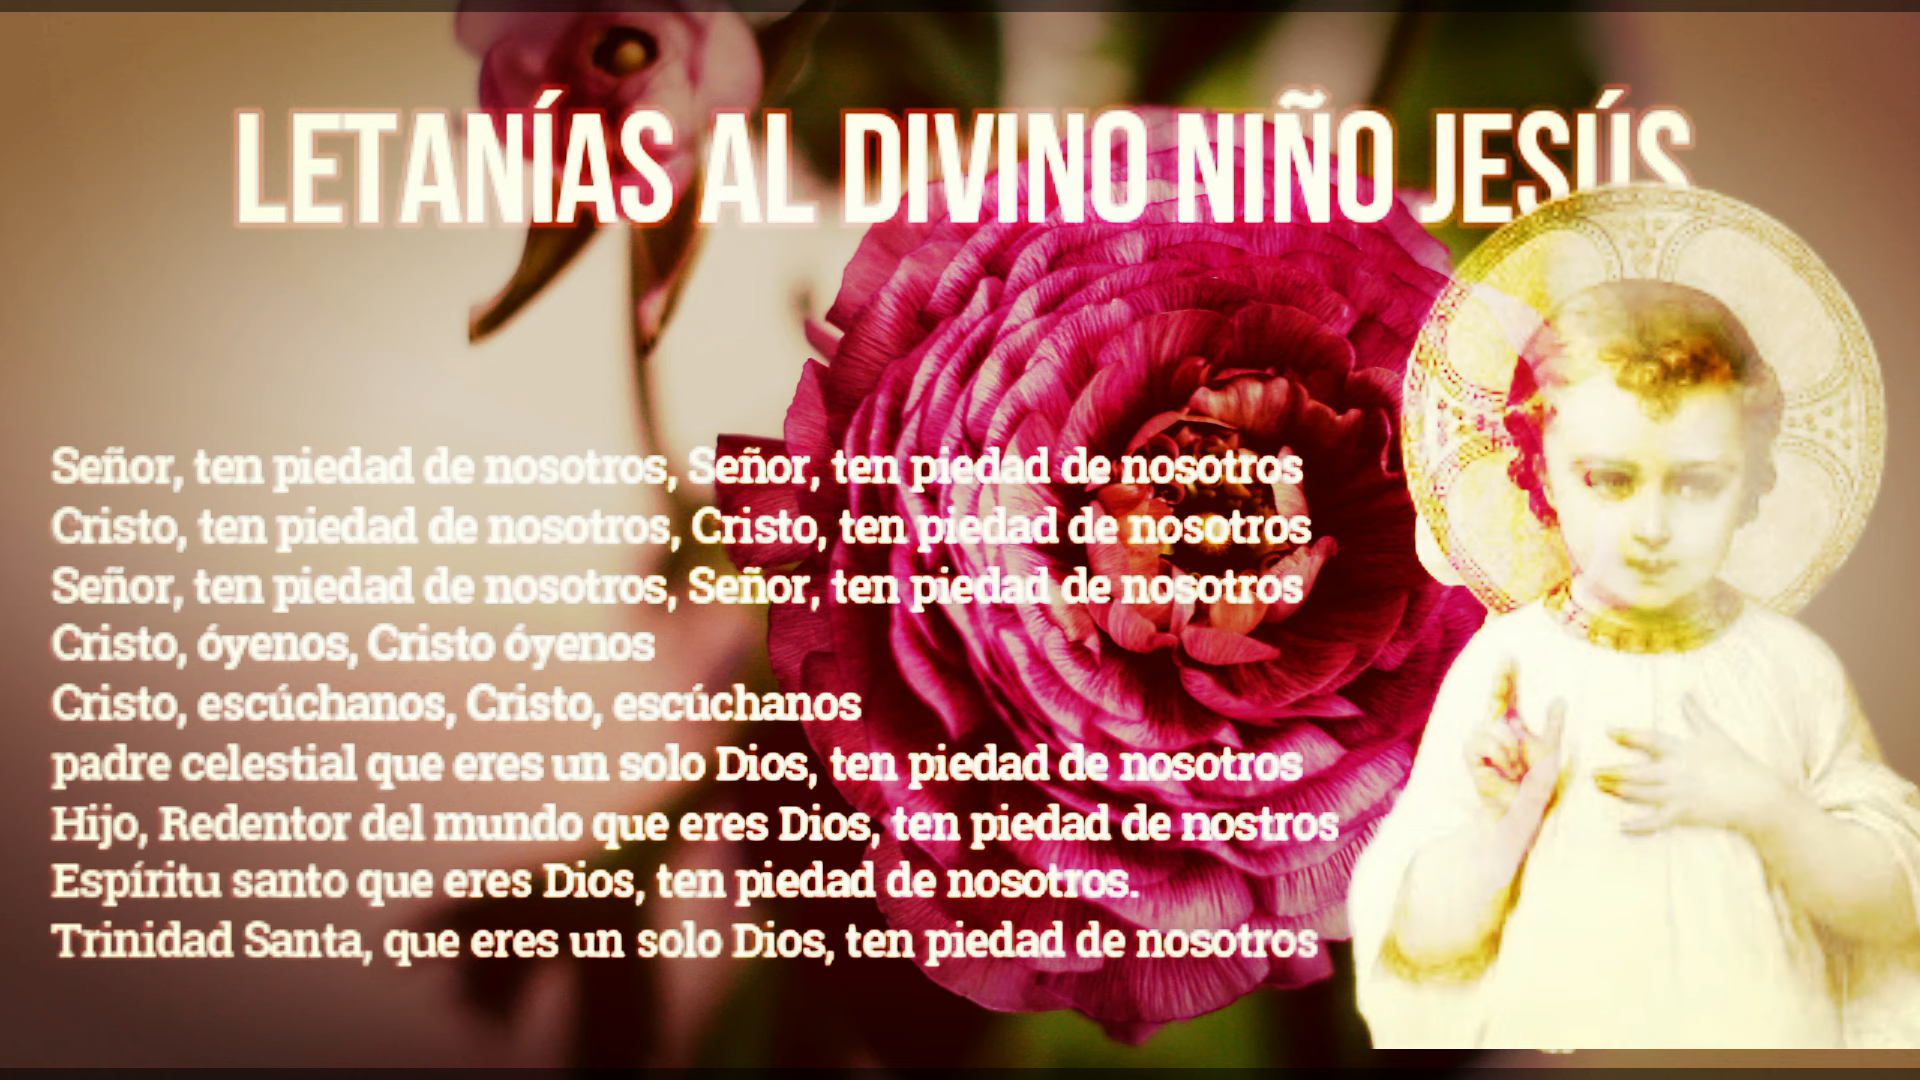 LETANÍAS AL DIVINO NIÑO JESÚS
Señor, ten piedad de nosotros, Señor, ten piedad de nosotros
Cristo, ten piedad de nosotros, Cristo, ten piedad de nosotros
Señor, ten piedad de nosotros, Señor, ten piedad de nosotros
Cristo, óyenos, Cristo óyenos
Cristo, escúchanos, Cristo, escúchanos
padre celestial que eres un solo Dios, ten piedad de nosotros
Hijo, Redentor del mundo que eres Dios, ten piedad de nostros
Espíritu santo que eres Dios, ten piedad de nosotros.
Trinidad Santa, que eres un solo Dios, ten piedad de nosotros